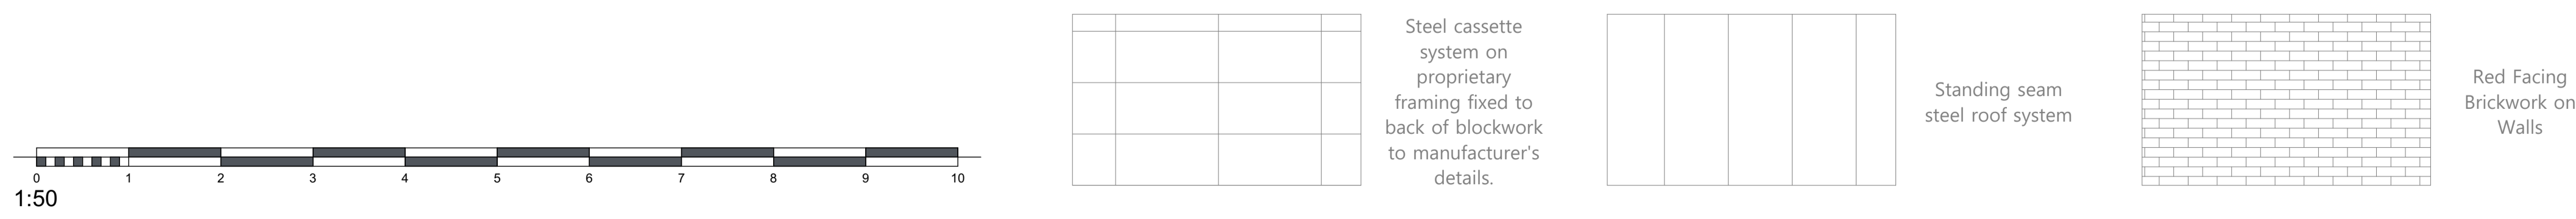 0 1 2 3 4 5 6 7 8 9 10
1:50
Steel cassette
system on
proprietary
framing fixed to
back of blockwork
to manufacturer's
details.
Standing seam
steel roof system
Red Facing
Brickwork on
Walls